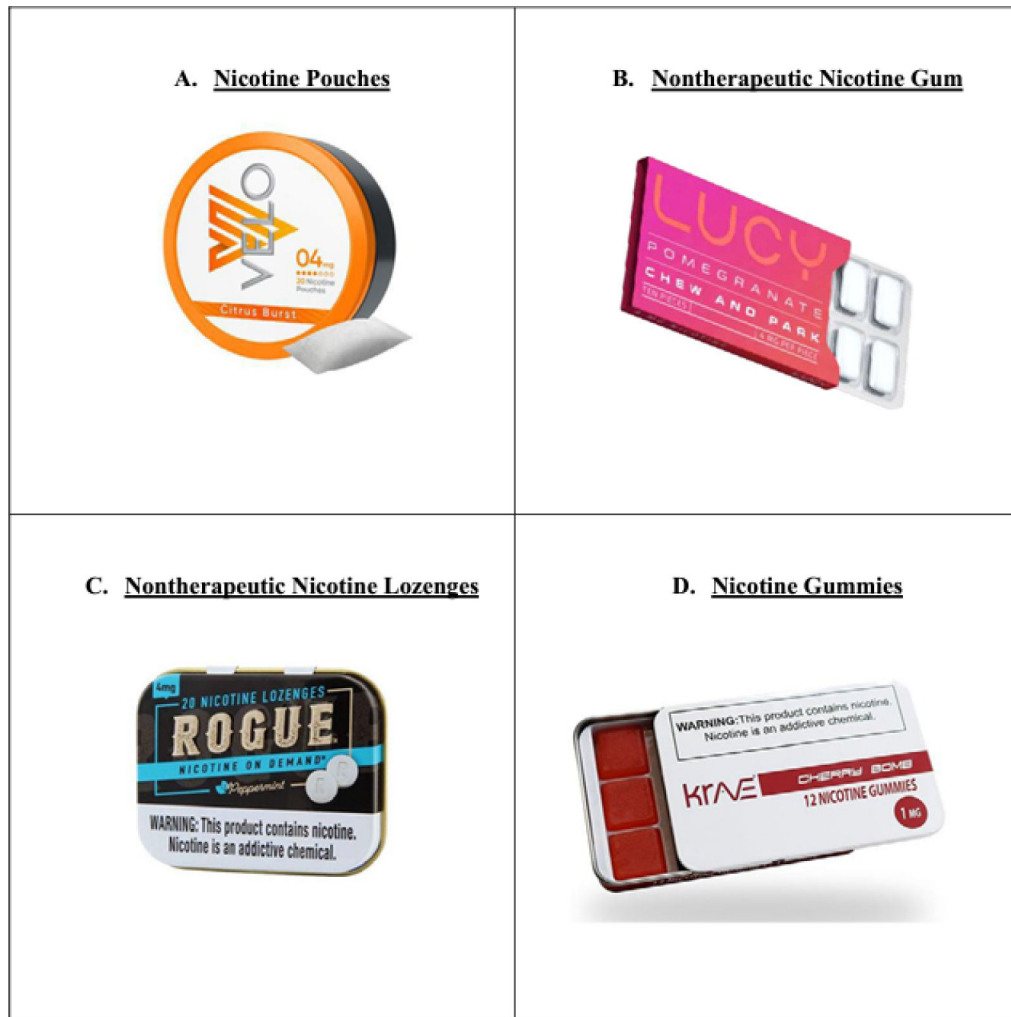 A. Nicotine Pouches
VELO
04mg
20 Nicotine
Pouches
Citrus Burst
B. Nontherapeutic Nicotine Gum
LUCY
POMEGRANATE
CHEW AND PARK
TEN PIECES
4 MG PER PIECE
C. Nontherapeutic Nicotine Lozenges
4mg
20 NICOTINE LOZENGES
ROGUE
NICOTINE ON DEMAND
Peppermint
R
R
WARNING: This product contains nicotine.
Nicotine is an addictive chemical.
D. Nicotine Gummies
WARNING:This product contains nicotine.
Nicotine is an addictive chemical.
KrAVE
CHERRY BOMB
12 NICOTINE GUMMIES
1 MG